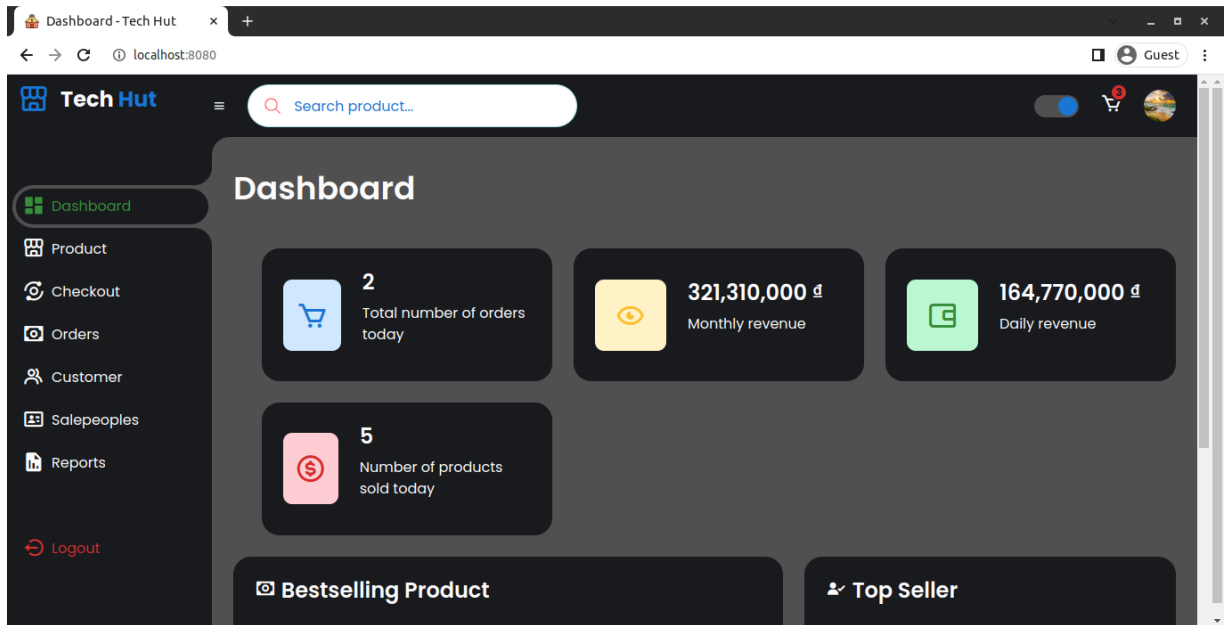 Dashboard - Tech Hut
localhost:8080
Guest
Tech Hut
Search product...
3
Dashboard
Product
Checkout
Orders
Customer
Salepeoples
Reports
Logout
Dashboard
2
Total number of orders
today
321,310,000 ₫
Monthly revenue
164,770,000 ₫
Daily revenue
5
Number of products
sold today
Bestselling Product
Top Seller